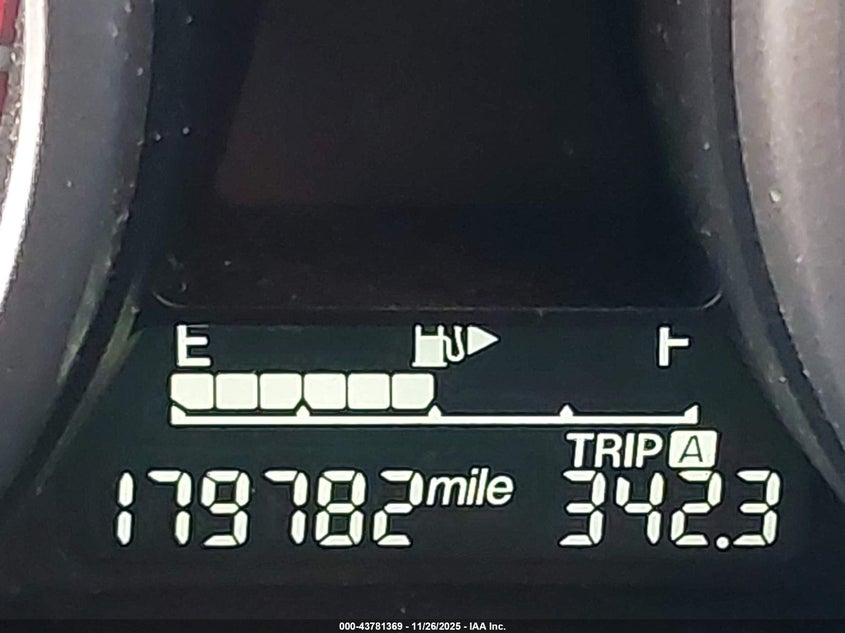 E F
TRIP A
179782 mile 342.3
000-43781369 - 11/26/2025 - IAA Inc.